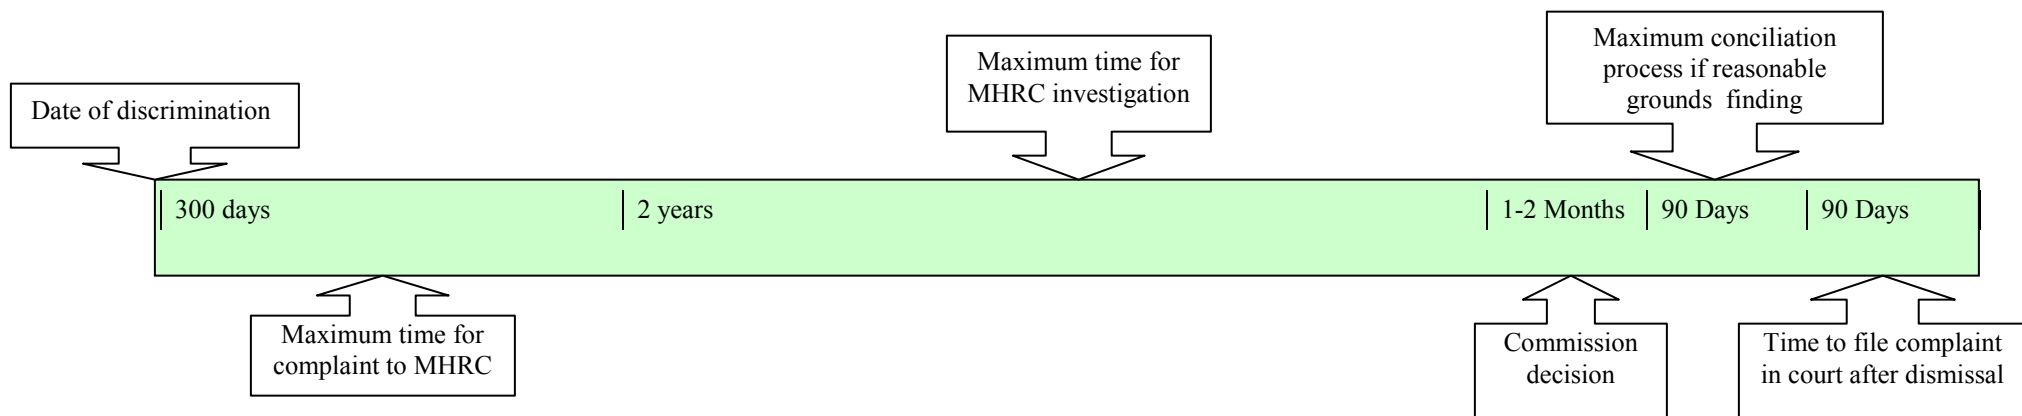 Date of discrimination
Maximum time for
MHRC investigation
Maximum conciliation
process if reasonable
grounds finding
300 days
2 years
1-2 Months
90 Days
90 Days
Maximum time for
complaint to MHRC
Commission
decision
Time to file complaint
in court after dismissal